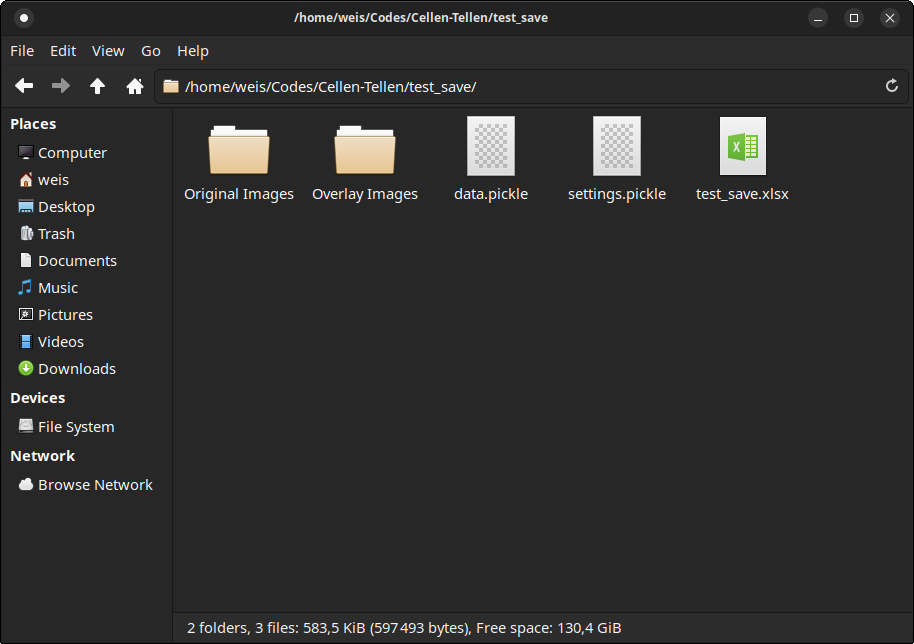 /home/weis/Codes/Cellen-Tellen/test_save
File Edit View Go Help
/home/weis/Codes/Cellen-Tellen/test_save/
Places
Computer
weis
Desktop
Trash
Documents
Music
Pictures
Videos
Downloads
Devices
File System
Network
Browse Network
Original Images
Overlay Images
data.pickle
settings.pickle
X
test_save.xlsx
2 folders, 3 files: 583,5 KiB (597 493 bytes), Free space: 130,4 GiB